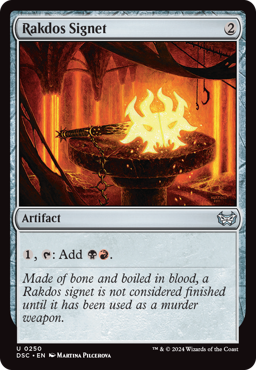 Rakdos Signet 2
Artifact
1, : Add .
Made of bone and boiled in blood, a
Rakdos signet is not considered finished
until it has been used as a murder
weapon.
U 0250
DSC • EN Martina Pilcerova
™ & © 2024 Wizards of the Coast